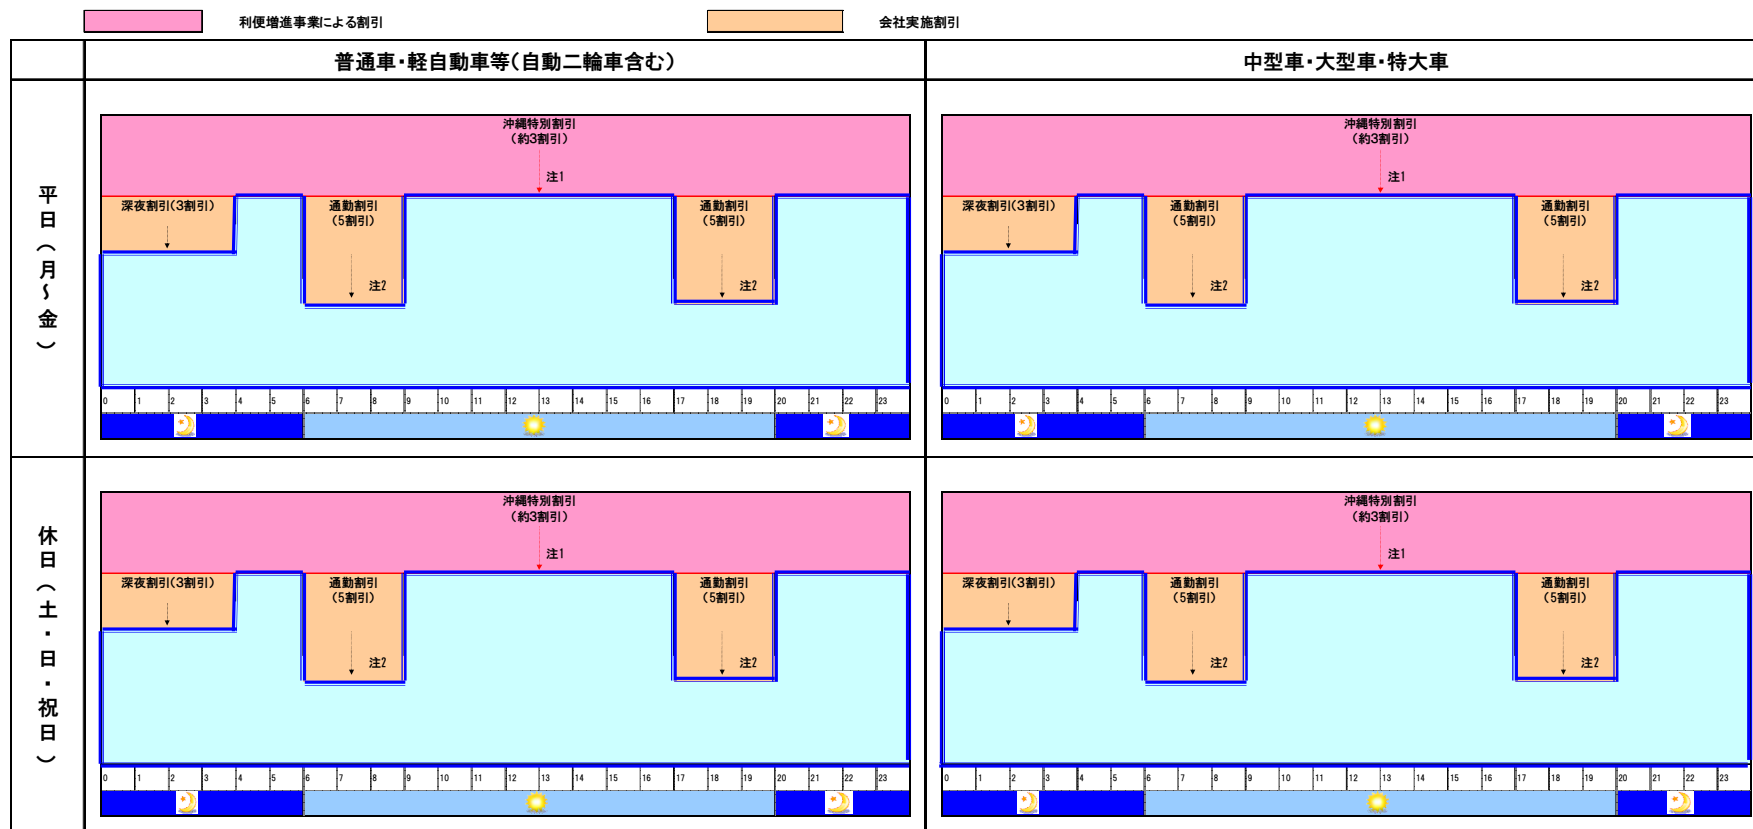 利便増進事業による割引
会社実施割引
普通車・軽自動車等(自動二輪車含む)
中型車・大型車・特大車
平日(月～金)
沖縄特別割引
(約3割引)
注1
深夜割引(3割引)
通勤割引
(5割引)
注2
通勤割引
(5割引)
注2
0 1 2 3 4 5 6 7 8 9 10 11 12 13 14 15 16 17 18 19 20 21 22 23
沖縄特別割引
(約3割引)
注1
深夜割引(3割引)
通勤割引
(5割引)
注2
通勤割引
(5割引)
注2
0 1 2 3 4 5 6 7 8 9 10 11 12 13 14 15 16 17 18 19 20 21 22 23
休日(土・日・祝日)
沖縄特別割引
(約3割引)
注1
深夜割引(3割引)
通勤割引
(5割引)
注2
通勤割引
(5割引)
注2
0 1 2 3 4 5 6 7 8 9 10 11 12 13 14 15 16 17 18 19 20 21 22 23
沖縄特別割引
(約3割引)
注1
深夜割引(3割引)
通勤割引
(5割引)
注2
通勤割引
(5割引)
注2
0 1 2 3 4 5 6 7 8 9 10 11 12 13 14 15 16 17 18 19 20 21 22 23